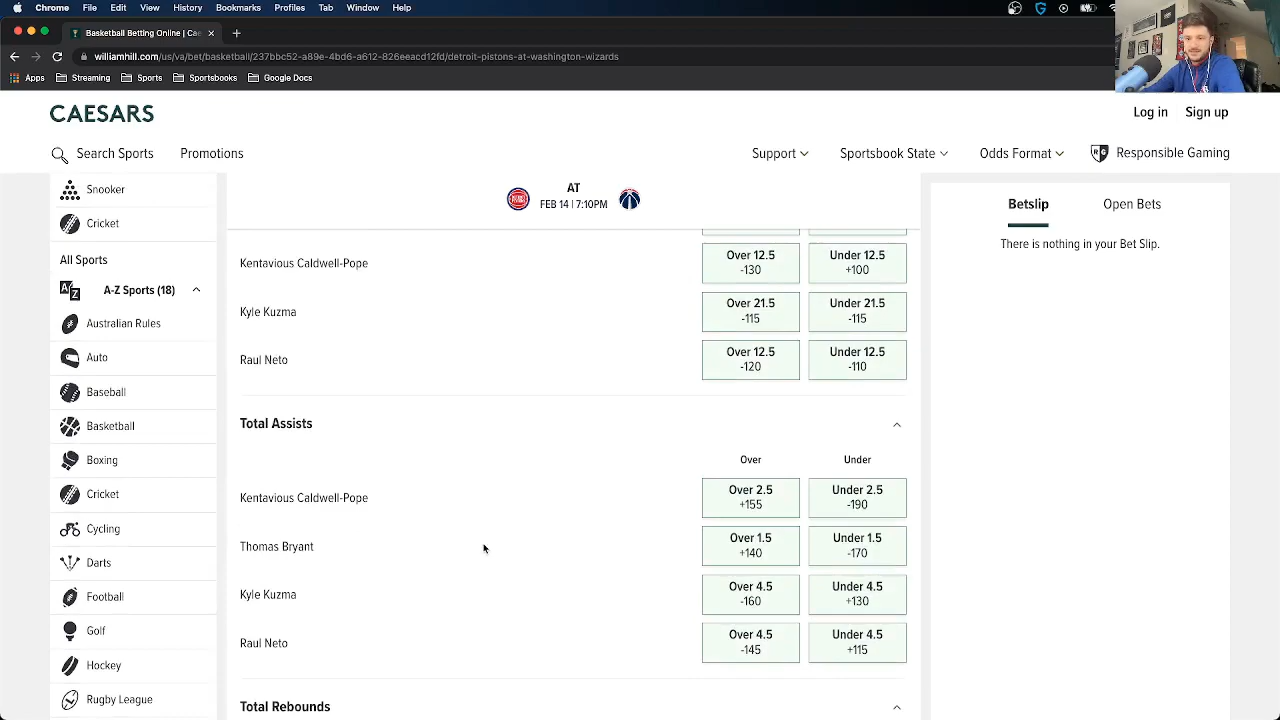 Chrome File Edit View History Bookmarks Profiles Tab Window Help
Basketball Betting Online | Cae
williamhill.com/us/va/bet/basketball/237bbc52-a89e-4bd6-a612-826eeacd12fd/detroit-pistons-at-washington-wizards
Apps Streaming Sports Sportsbooks Google Docs
CAESARS
Log in Sign up
Search Sports Promotions Support Sportsbook State Odds Format RG Responsible Gaming
Snooker
Cricket
All Sports
A-Z Sports (18)
Australian Rules
Auto
Baseball
Basketball
Boxing
Cricket
Cycling
Darts
Football
Golf
Hockey
Rugby League
AT
FEB 14 | 7:10PM
Kentavious Caldwell-Pope
Over 12.5 Under 12.5
-130 +100
Kyle Kuzma
Over 21.5 Under 21.5
-115 -115
Raul Neto
Over 12.5 Under 12.5
-120 -110
Total Assists
Over Under
Kentavious Caldwell-Pope
Over 2.5 Under 2.5
+155 -190
Thomas Bryant
Over 1.5 Under 1.5
+140 -170
Kyle Kuzma
Over 4.5 Under 4.5
-160 +130
Raul Neto
Over 4.5 Under 4.5
-145 +115
Total Rebounds
Betslip Open Bets
There is nothing in your Bet Slip.